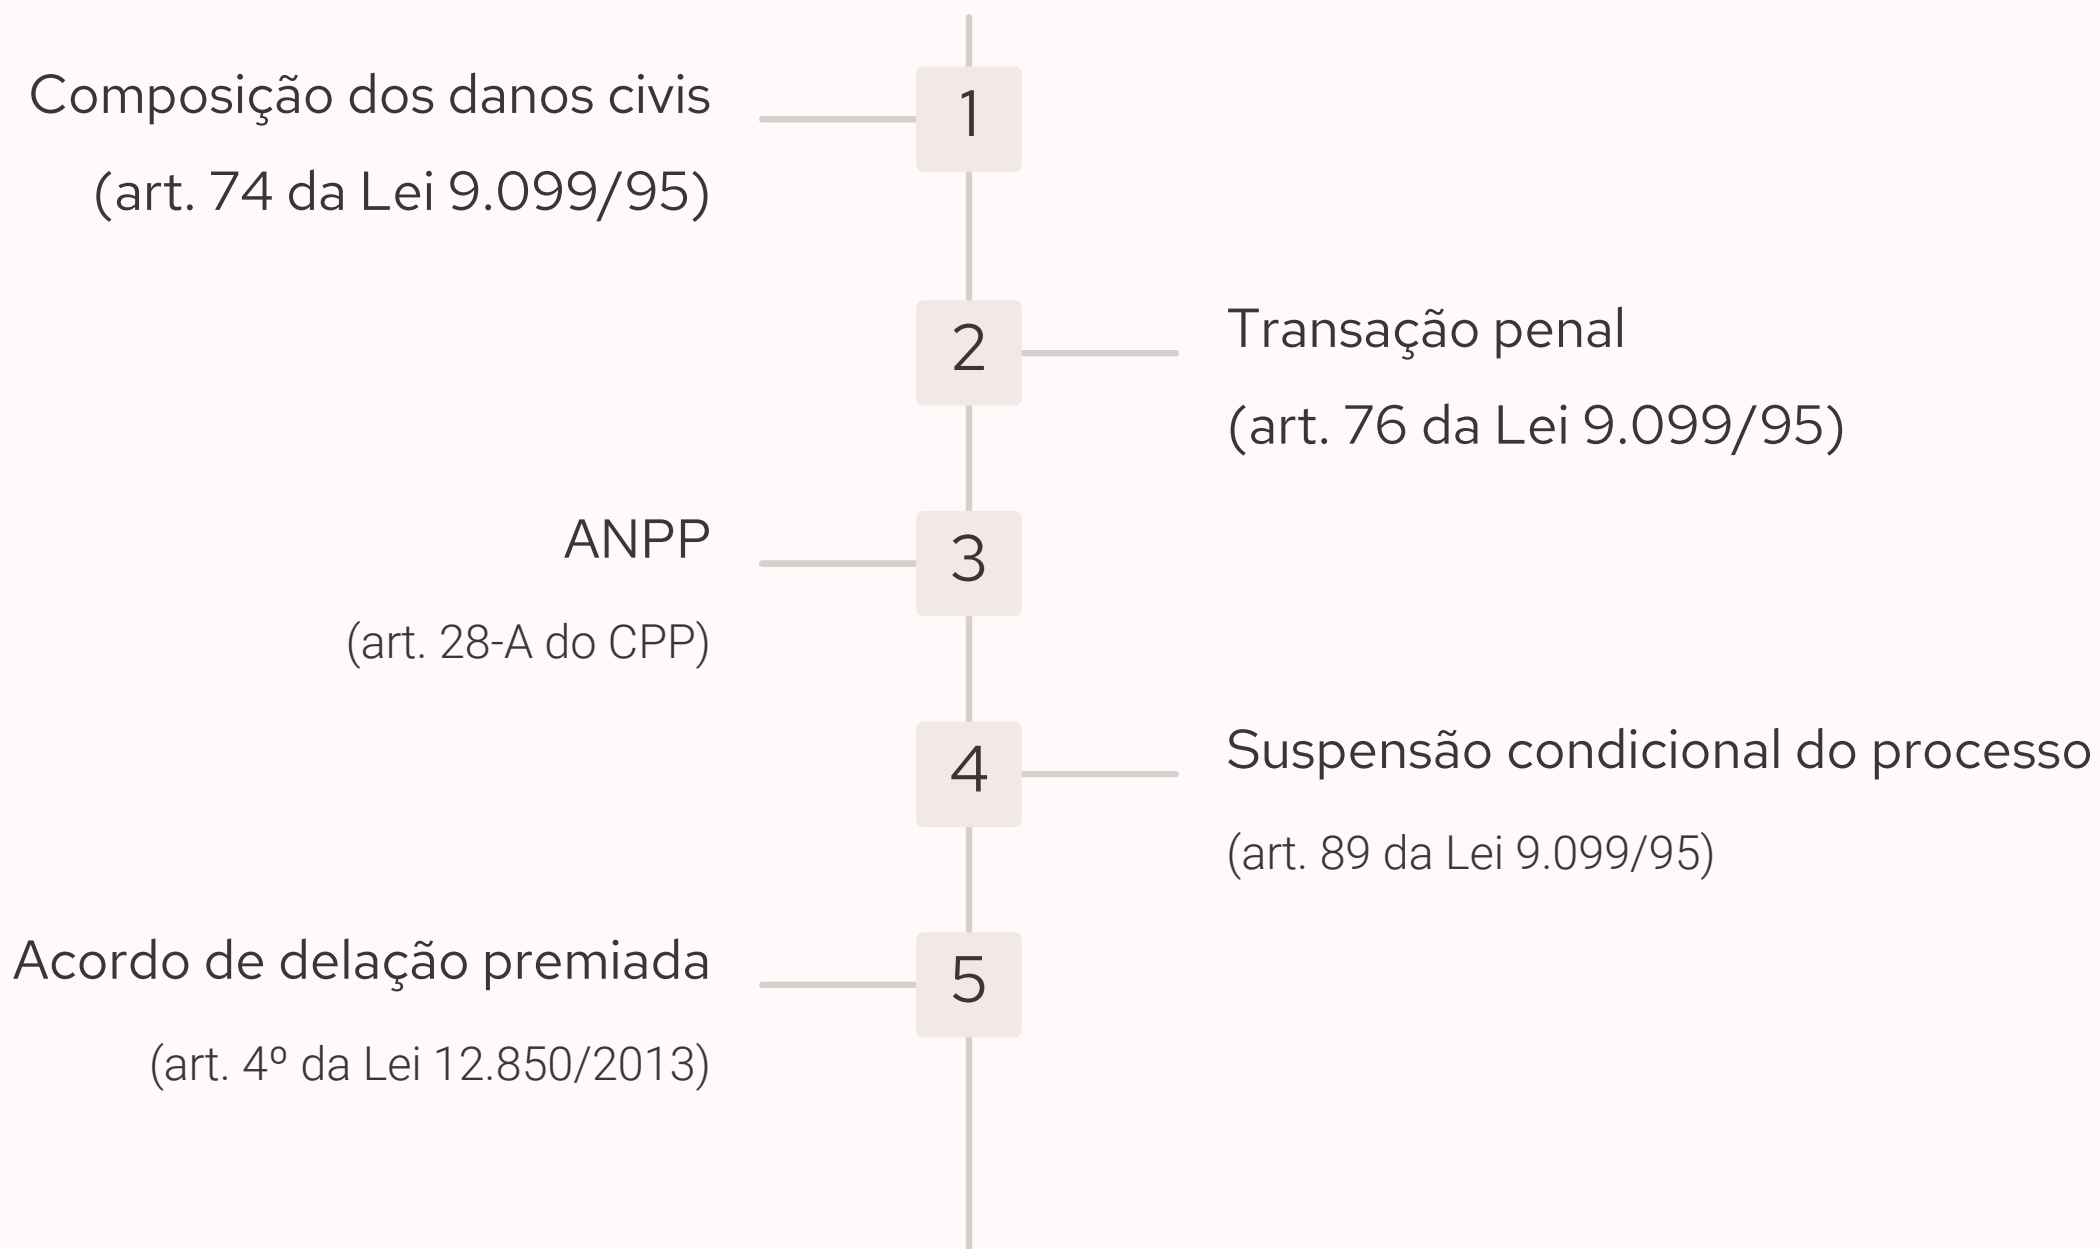 Composição dos danos civis
(art. 74 da Lei 9.099/95)
1
2
Transação penal
(art. 76 da Lei 9.099/95)
ANPP
(art. 28-A do CPP)
3
4
Suspensão condicional do processo
(art. 89 da Lei 9.099/95)
Acordo de delação premiada
(art. 4º da Lei 12.850/2013)
5